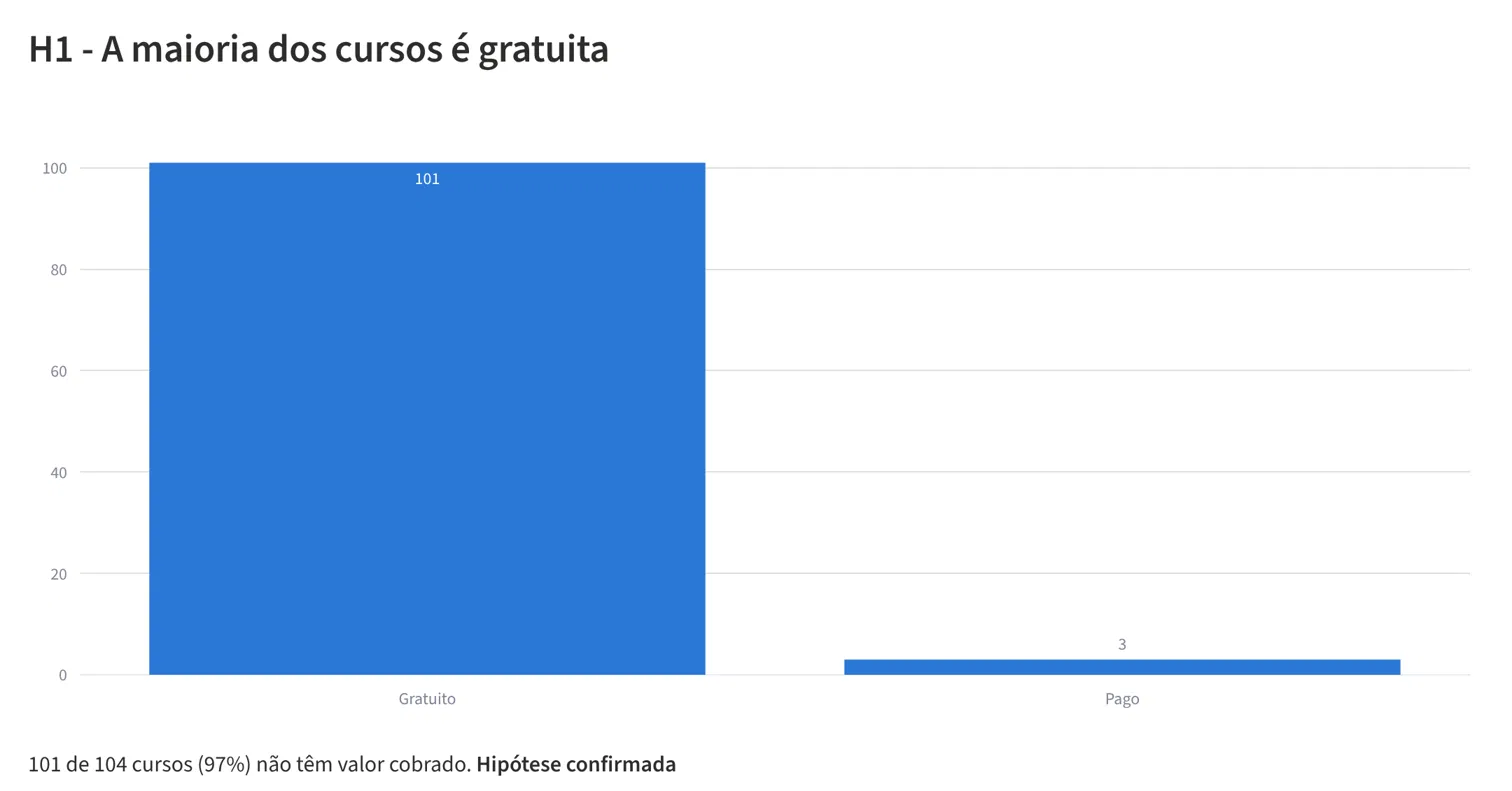 H1 - A maioria dos cursos é gratuita
100
101
80
60
40
20
3
0
Gratuito Pago
101 de 104 cursos (97%) não têm valor cobrado. Hipótese confirmada